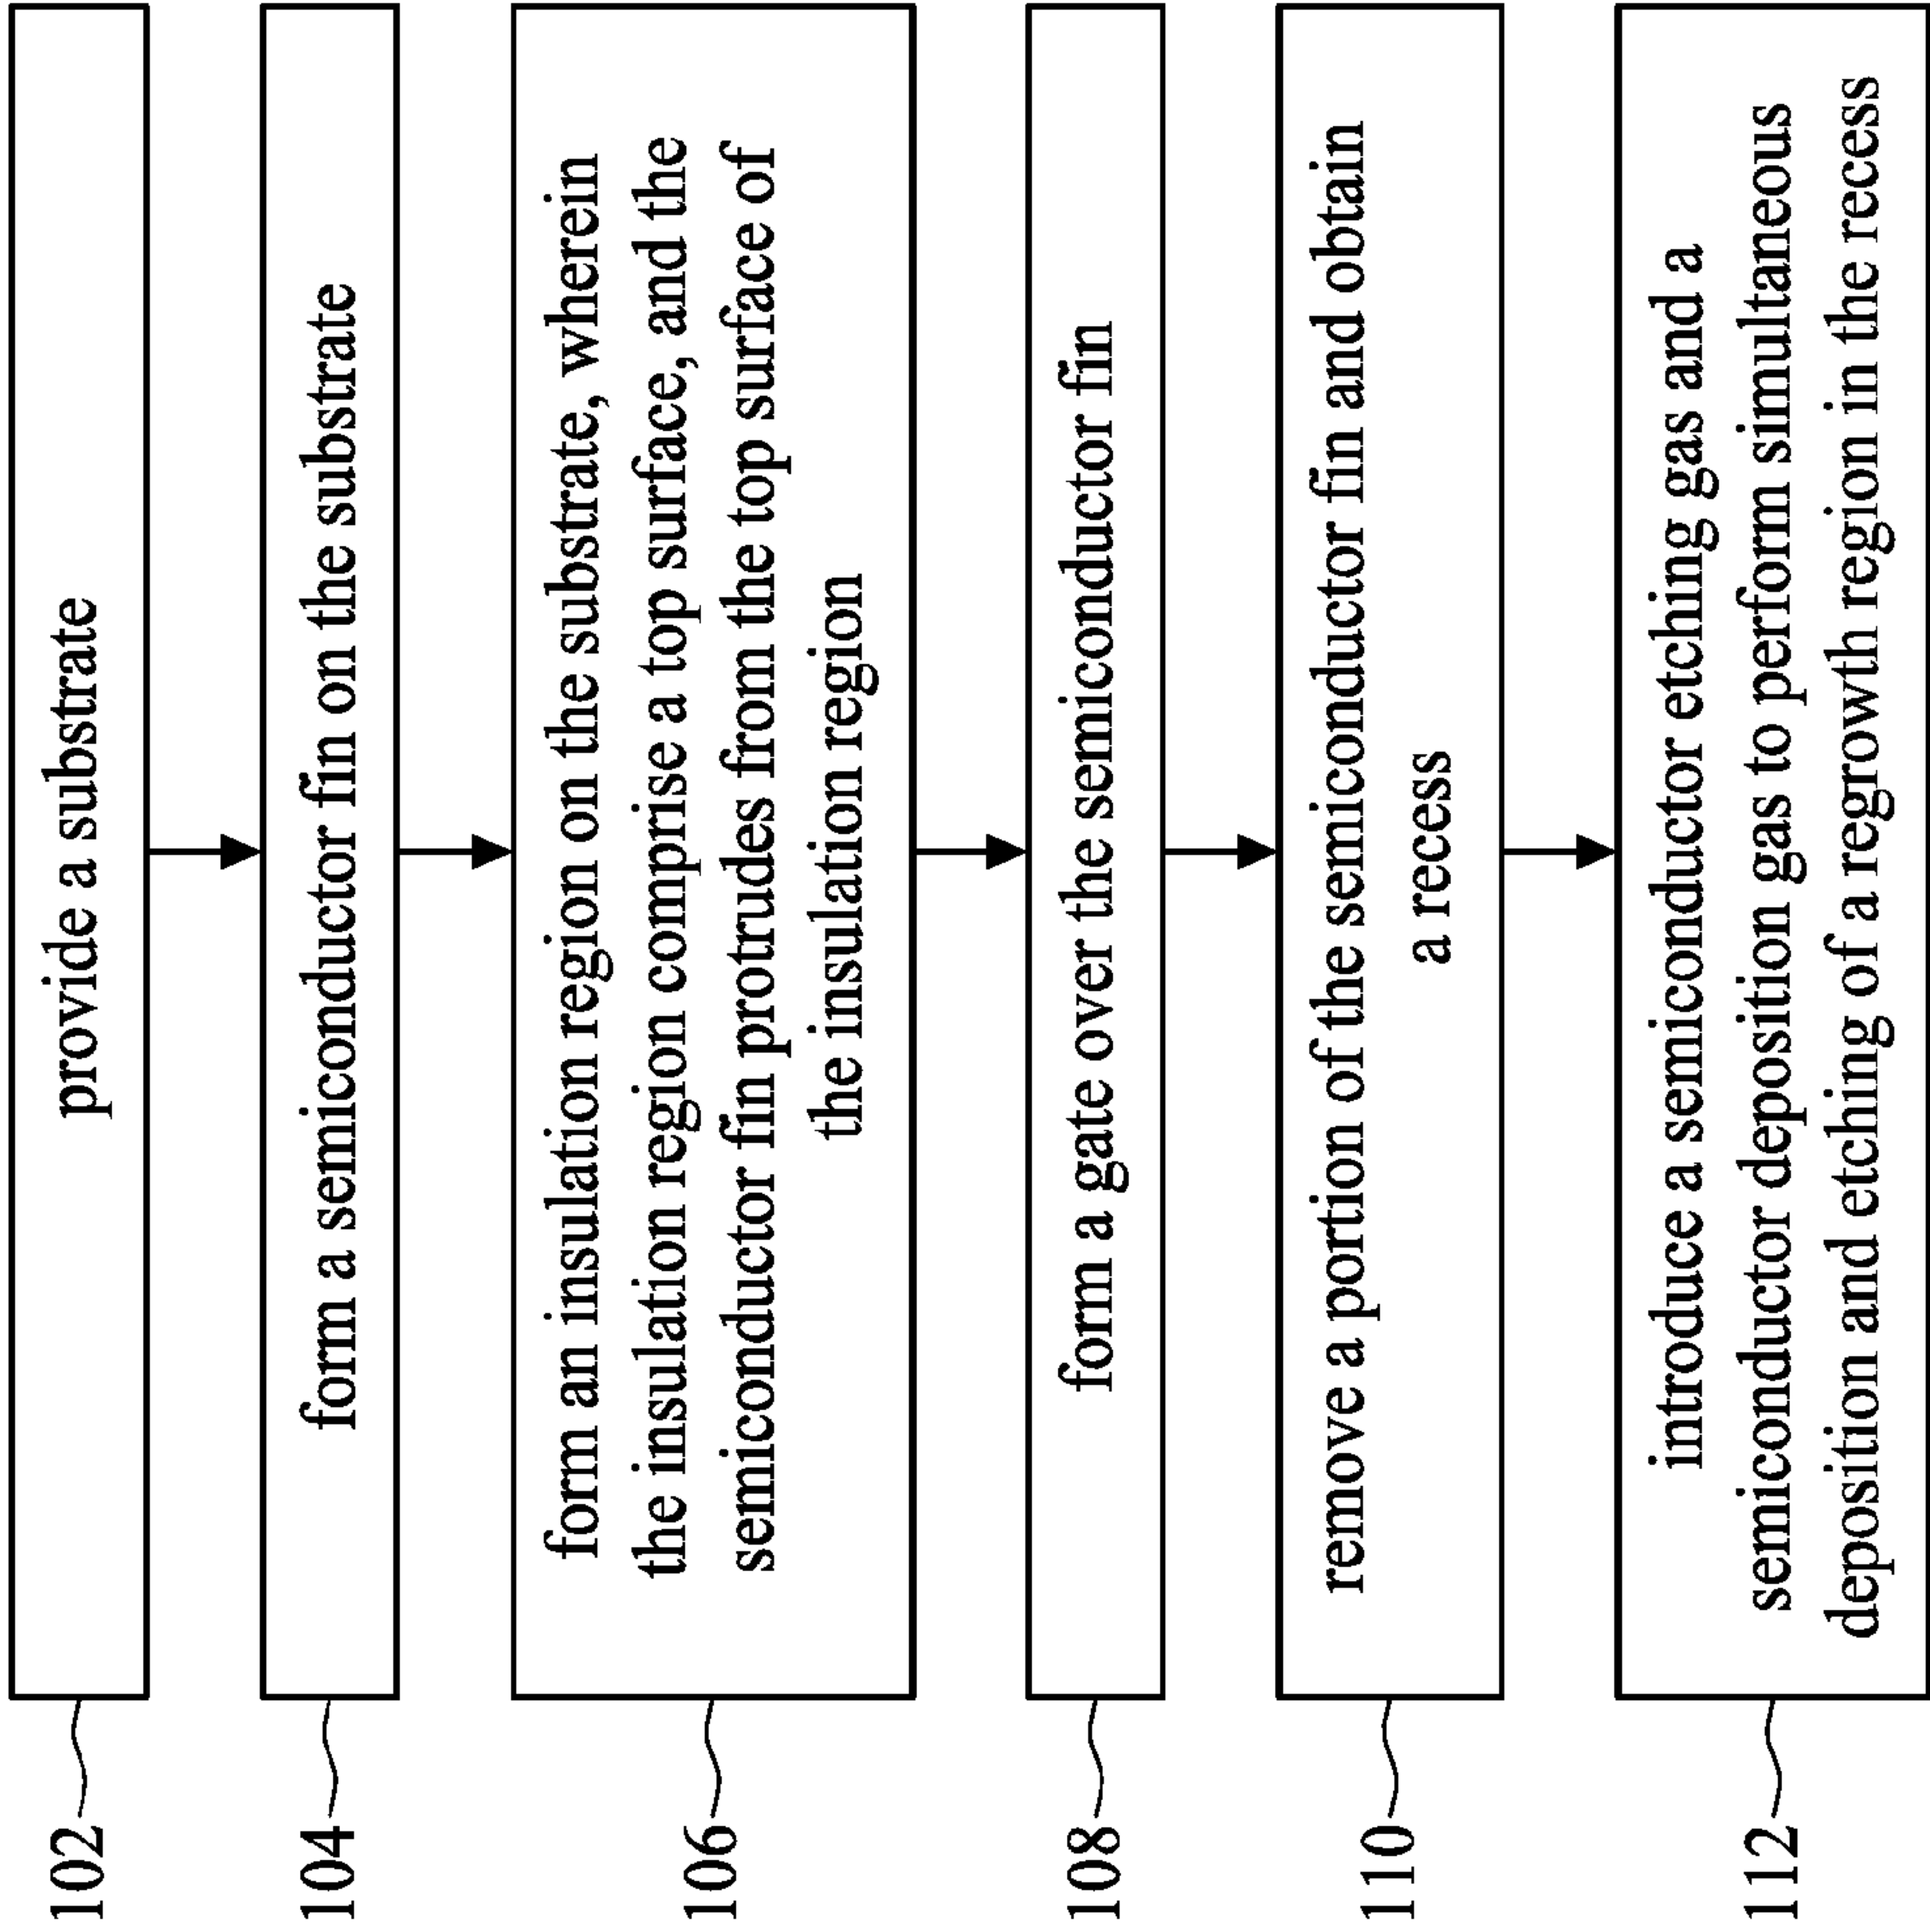 102
provide a substrate
104
form a semiconductor fin on the substrate
106
form an insulation region on the substrate, wherein
the insulation region comprise a top surface, and the
semiconductor fin protrudes from the top surface of
the insulation region
108
form a gate over the semiconductor fin
110
remove a portion of the semiconductor fin and obtain
a recess
112
introduce a semiconductor etching gas and a
semiconductor deposition gas to perform simultaneous
deposition and etching of a regrowth region in the recess